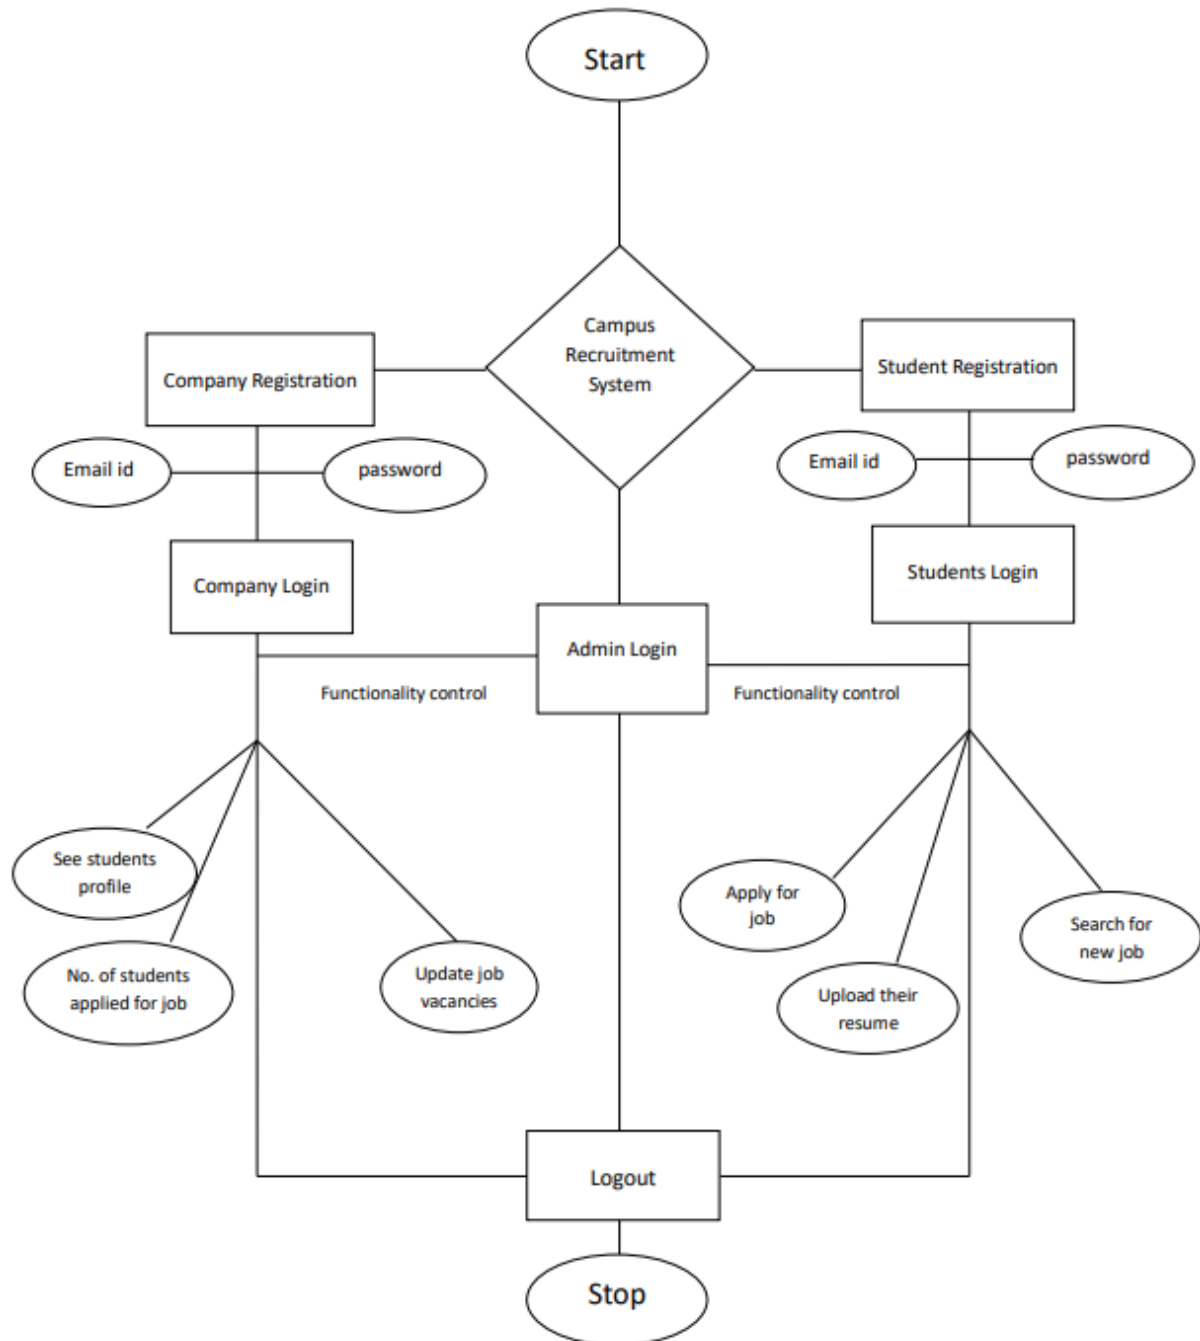 Start
Campus
Recruitment
System
Company Registration
Student Registration
Email id
password
Email id
password
Company Login
Students Login
Admin Login
Functionality control
Functionality control
See students
profile
No. of students
applied for job
Update job
vacancies
Apply for
job
Upload their
resume
Search for
new job
Logout
Stop